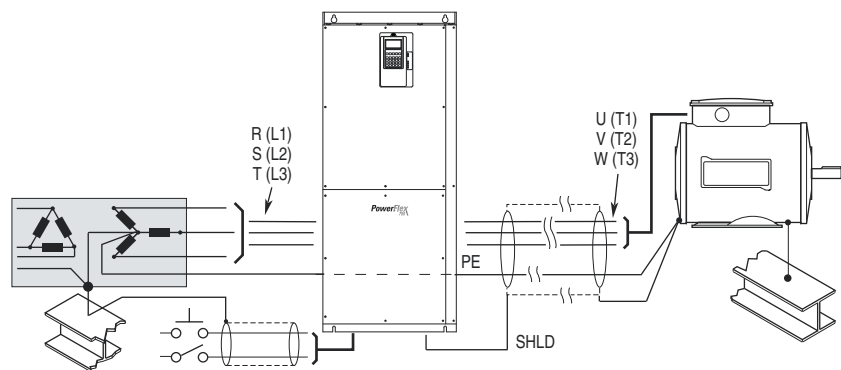 R (L1)
S (L2)
T (L3)
PowerFlex
U (T1)
V (T2)
W (T3)
PE
SHLD